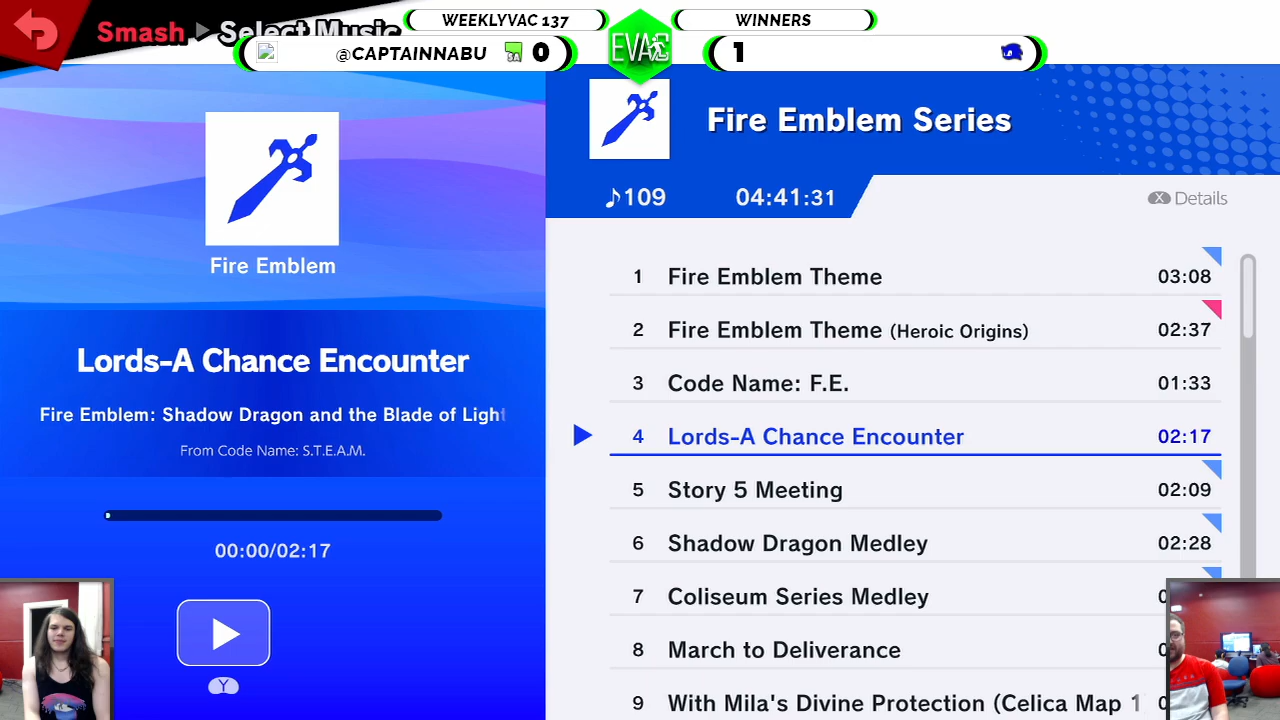 WEEKLYVAC 137
WINNERS
Smash ▶ Select Music
@CAPTAINNABU
SA
0
EVAC
1
Fire Emblem
Lords-A Chance Encounter
Fire Emblem: Shadow Dragon and the Blade of Light
From Code Name: S.T.E.A.M.
00:00/02:17
Y
Fire Emblem Series
♪109 04:41:31
X Details
1 Fire Emblem Theme 03:08
2 Fire Emblem Theme (Heroic Origins) 02:37
3 Code Name: F.E. 01:33
4 Lords-A Chance Encounter 02:17
5 Story 5 Meeting 02:09
6 Shadow Dragon Medley 02:28
7 Coliseum Series Medley 0
8 March to Deliverance 0
9 With Mila's Divine Protection (Celica Map 1 0